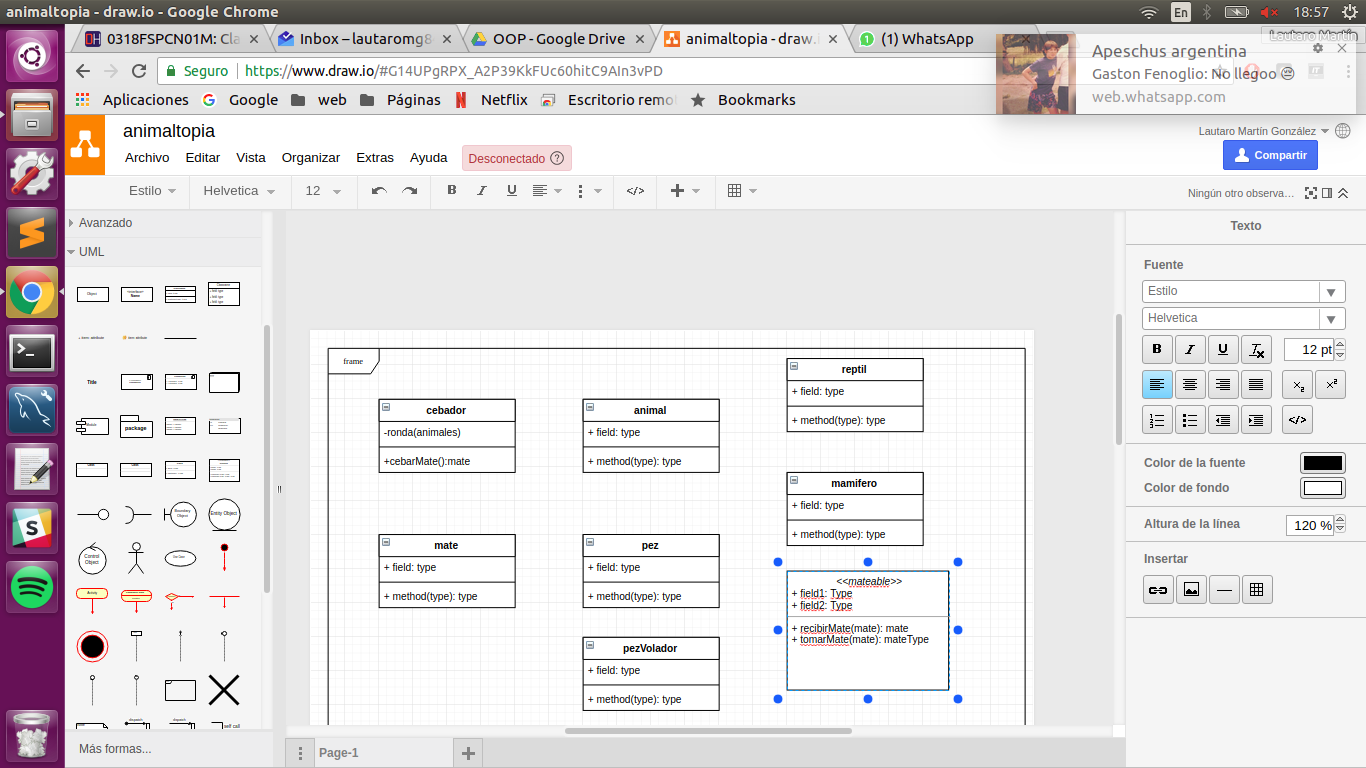 animaltopia - draw.io - Google Chrome
En
18:57
0318FSPCN01M: Cla
Inbox – lautaromg8
OOP - Google Drive
animaltopia - draw.i
(1) WhatsApp
Lautaro Martín
Seguro
https://www.draw.io/#G14UPgRPX_A2P39KkFUc60hitC9AIn3vPD
Apeschus argentina
Gaston Fenoglio: No llegoo
web.whatsapp.com
Aplicaciones
Google
web
Páginas
Netflix
Escritorio remo
Bookmarks
animaltopia
Lautaro Martín González
Archivo
Editar
Vista
Organizar
Extras
Ayuda
Desconectado
Compartir
Estilo
Helvetica
12
B
I
U
</>
Ningún otro observa...
Avanzado
UML
Object
Title
package
Boundary Object
Entity Object
Control Object
Activity
dispatch
dispatch
self call
Más formas...
frame
cebador
-ronda(animales)
+cebarMate():mate
animal
+ field: type
+ method(type): type
reptil
+ field: type
+ method(type): type
mamifero
+ field: type
+ method(type): type
mate
+ field: type
+ method(type): type
pez
+ field: type
+ method(type): type
<<mateable>>
+ field1: Type
+ field2: Type
+ recibirMate(mate): mate
+ tomarMate(mate): mateType
pezVolador
+ field: type
+ method(type): type
Page-1
Texto
Fuente
Estilo
Helvetica
B
I
U
12 pt
</>
Color de la fuente
Color de fondo
Altura de la línea
120 %
Insertar